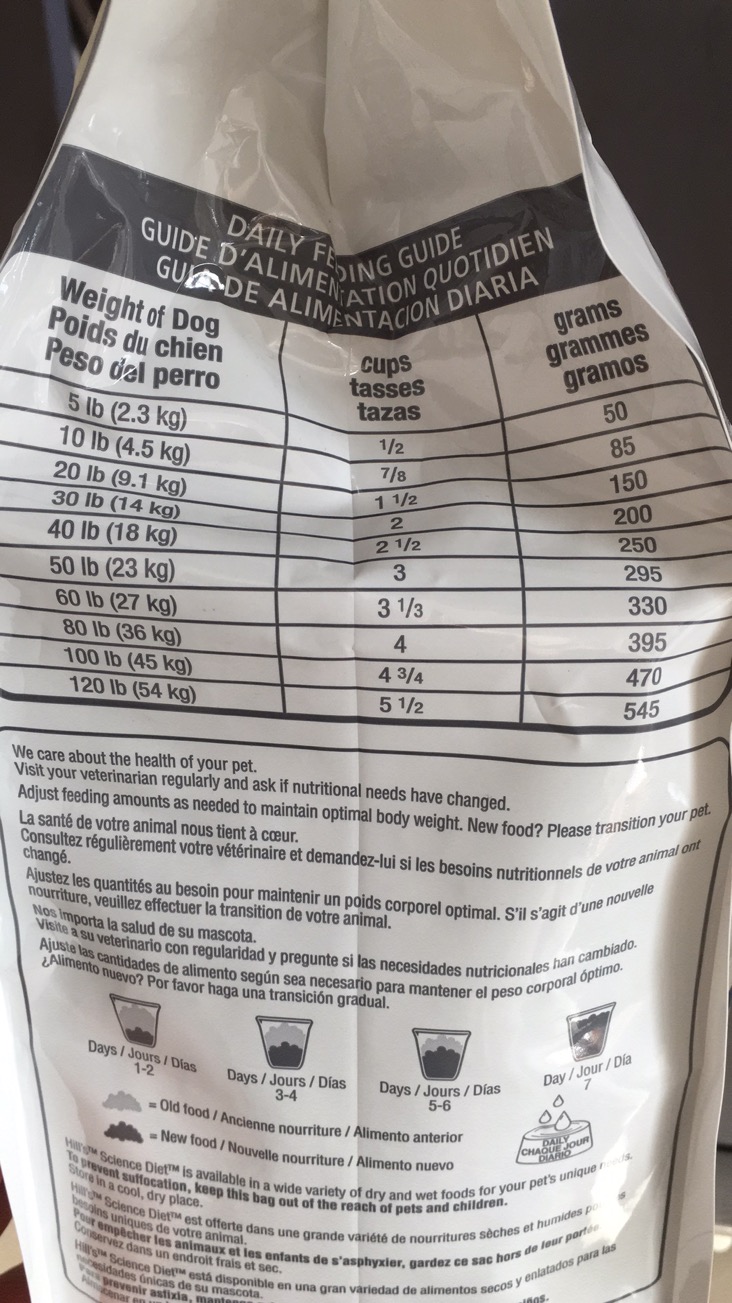 DAILY FEEDING GUIDE
GUIDE D'ALIMENTATION QUOTIDIEN
GUIA DE ALIMENTACION DIARIA
Weight of Dog
Poids du chien
Peso del perro
cups
tasses
tazas
grams
grammes
gramos
5 lb (2.3 kg) 1/2 50
10 lb (4.5 kg) 7/8 85
20 lb (9.1 kg) 1 1/2 150
30 lb (14 kg) 2 200
40 lb (18 kg) 2 1/2 250
50 lb (23 kg) 3 295
60 lb (27 kg) 3 1/3 330
80 lb (36 kg) 4 395
100 lb (45 kg) 4 3/4 470
120 lb (54 kg) 5 1/2 545
We care about the health of your pet.
Visit your veterinarian regularly and ask if nutritional needs have changed.
Adjust feeding amounts as needed to maintain optimal body weight. New food? Please transition your pet.
La santé de votre animal nous tient à cœur.
Consultez régulièrement votre vétérinaire et demandez-lui si les besoins nutritionnels de votre animal ont
changé.
Ajustez les quantités au besoin pour maintenir un poids corporel optimal. S'il s'agit d'une nouvelle
nourriture, veuillez effectuer la transition de votre animal.
Nos importa la salud de su mascota.
Visite a su veterinario con regularidad y pregunte si las necesidades nutricionales han cambiado.
Ajuste las cantidades de alimento según sea necesario para mantener el peso corporal óptimo.
¿Alimento nuevo? Por favor haga una transición gradual.
Days / Jours / Días
1-2
Days / Jours / Días
3-4
Days / Jours / Días
5-6
Day / Jour / Día
7
= Old food / Ancienne nourriture / Alimento anterior
= New food / Nouvelle nourriture / Alimento nuevo
DAILY
CHAQUE JOUR
DIARIO
Hill's™ Science Diet™ is available in a wide variety of dry and wet foods for your pet's unique
To prevent suffocation, keep this bag out of the reach of pets and children.
Store in a cool, dry place.
Hill's™ Science Diet™ est offerte dans une grande variété de nourritures sèches et humides
besoins uniques de votre animal.
Pour empêcher les animaux et les enfants de s'asphyxier, gardez ce sac hors de leur portée
Conservez dans un endroit frais et sec.
Hill's™ Science Diet™ está disponible en una gran variedad de alimentos secos y enlatados para las
necesidades únicas de su mascota.
Para prevenir asfixia,